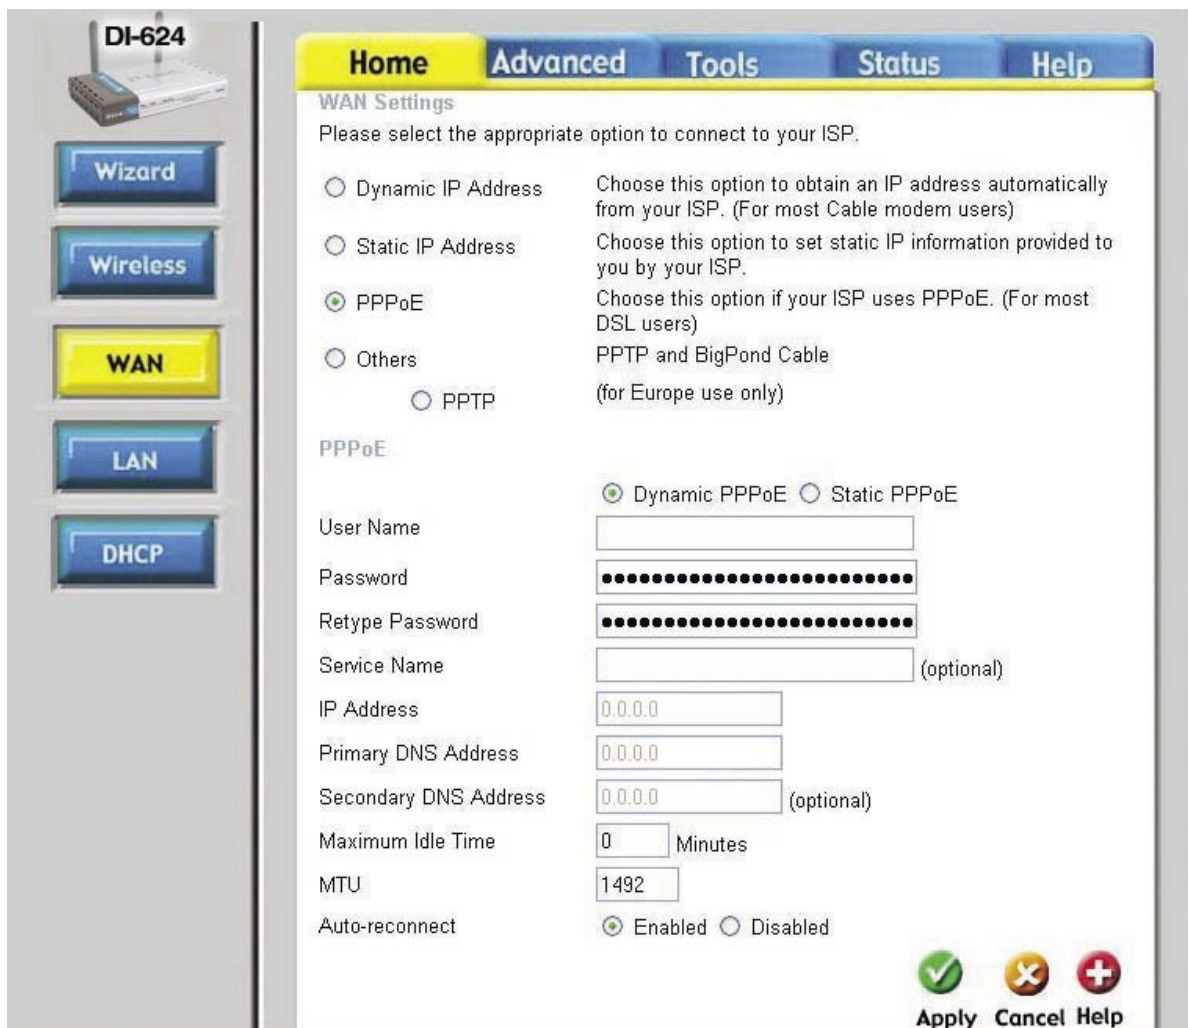 DI-624
Home Advanced Tools Status Help
Wizard
Wireless
WAN
LAN
DHCP
WAN Settings
Please select the appropriate option to connect to your ISP.
Dynamic IP Address
Choose this option to obtain an IP address automatically
from your ISP. (For most Cable modem users)
Static IP Address
Choose this option to set static IP information provided to
you by your ISP.
PPPoE
Choose this option if your ISP uses PPPoE. (For most
DSL users)
Others
PPTP and BigPond Cable
PPTP
(for Europe use only)
PPPoE
Dynamic PPPoE Static PPPoE
User Name
Password ●●●●●●●●●●●●●●●●●●●●●●●●
Retype Password ●●●●●●●●●●●●●●●●●●●●●●●●
Service Name (optional)
IP Address 0.0.0.0
Primary DNS Address 0.0.0.0
Secondary DNS Address 0.0.0.0 (optional)
Maximum Idle Time 0 Minutes
MTU 1492
Auto-reconnect Enabled Disabled
Apply Cancel Help